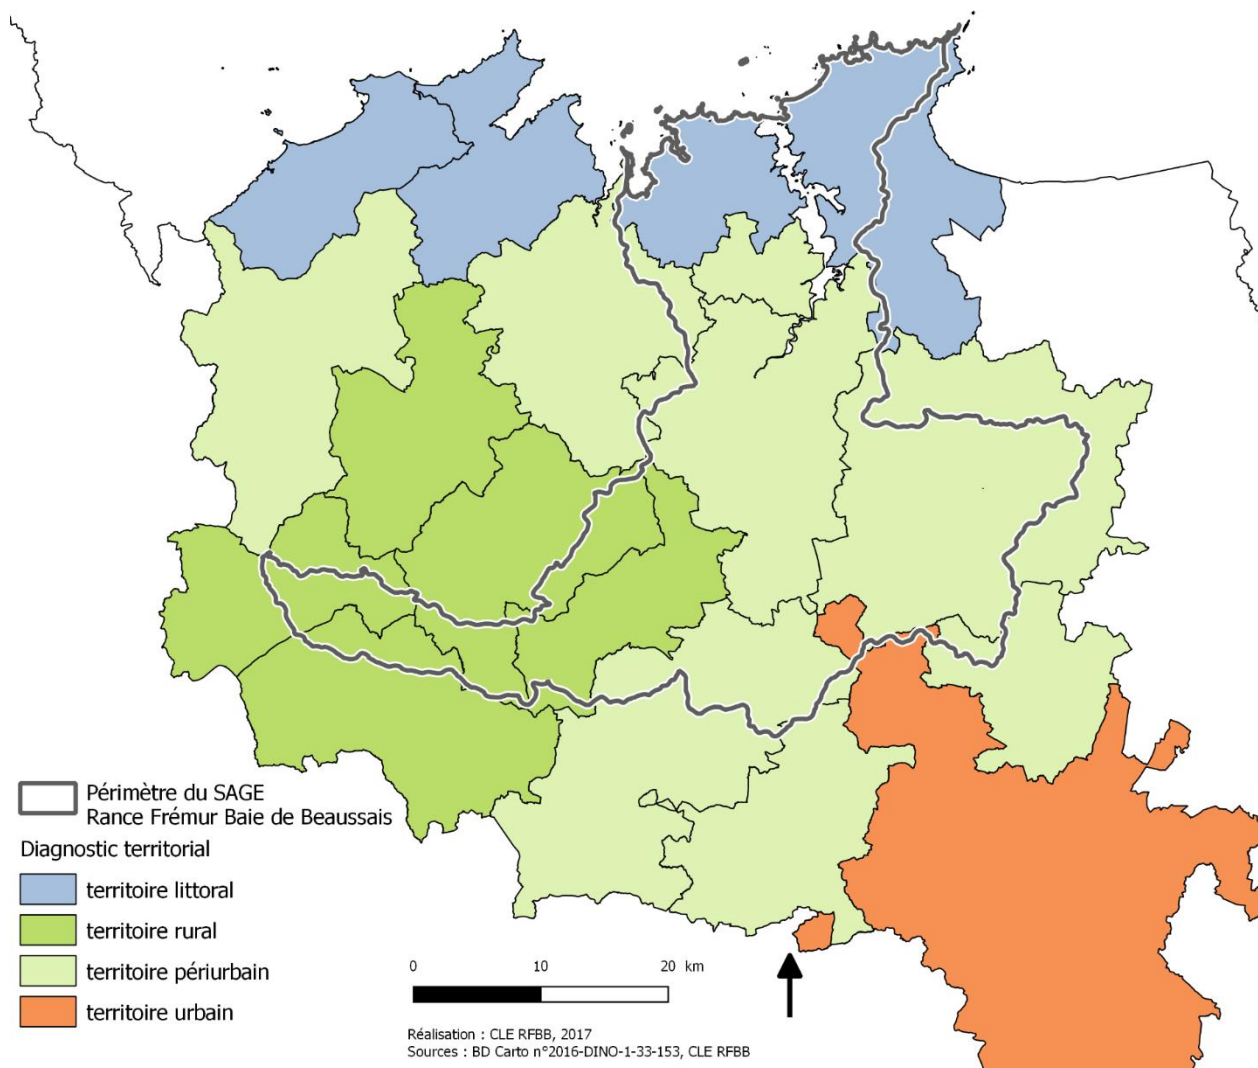 Périmètre du SAGE
Rance Frémur Baie de Beaussais
Diagnostic territorial
territoire littoral
territoire rural
territoire périurbain
territoire urbain
0 10 20 km
Réalisation : CLE RFBB, 2017
Sources : BD Carto n°2016-DINO-1-33-153, CLE RFBB